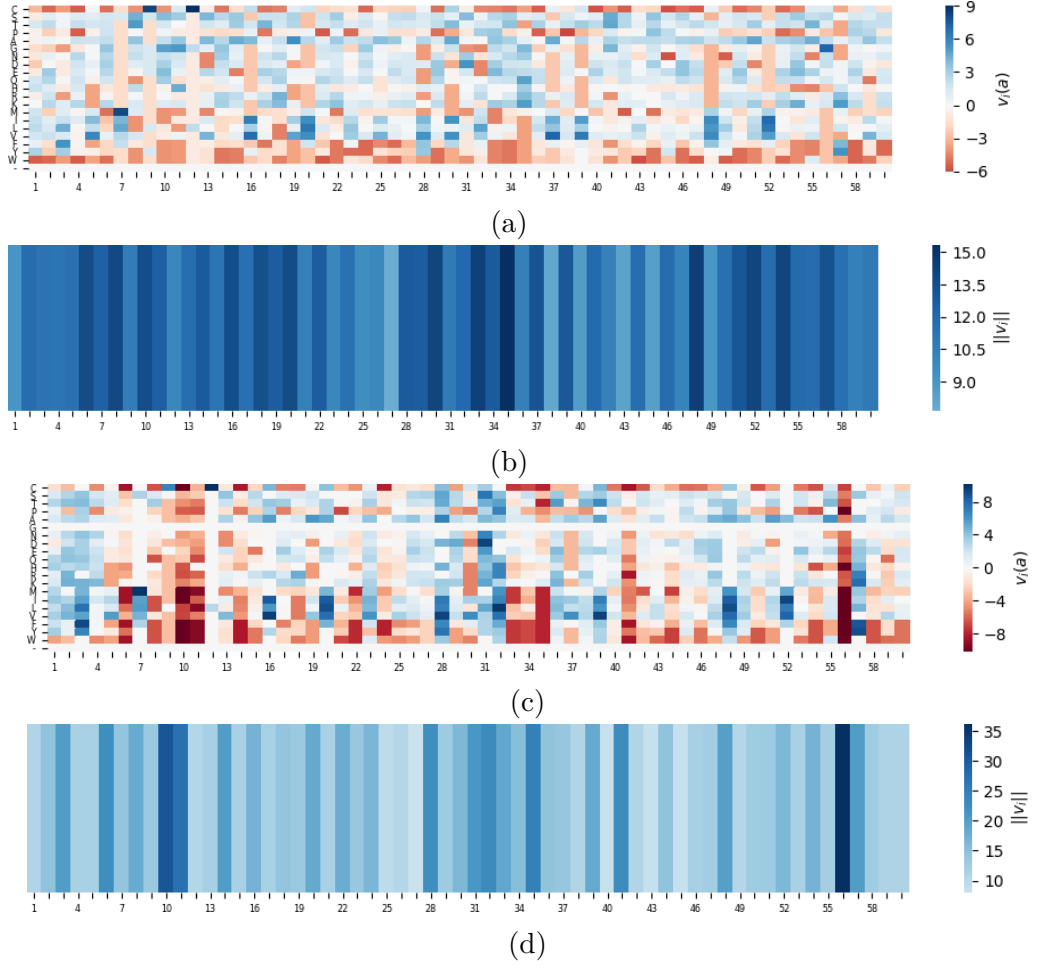 C
S
T
P
A
N
D
Q
H
R
K
M
I
V
F
W
-
1 4 7 10 13 16 19 22 25 28 31 34 37 40 43 46 49 52 55 58
9
6
3
0
−3
−6
v_i(a)
(a)
1 4 7 10 13 16 19 22 25 28 31 34 37 40 43 46 49 52 55 58
15.0
13.5
12.0
10.5
9.0
||v_i||
(b)
C
S
T
P
A
G
N
D
E
Q
H
R
K
M
I
L
V
F
Y
W
-
1 4 7 10 13 16 19 22 25 28 31 34 37 40 43 46 49 52 55 58
8
4
0
−4
−8
v_i(a)
(c)
1 4 7 10 13 16 19 22 25 28 31 34 37 40 43 46 49 52 55 58
35
30
25
20
15
10
||v_i||
(d)